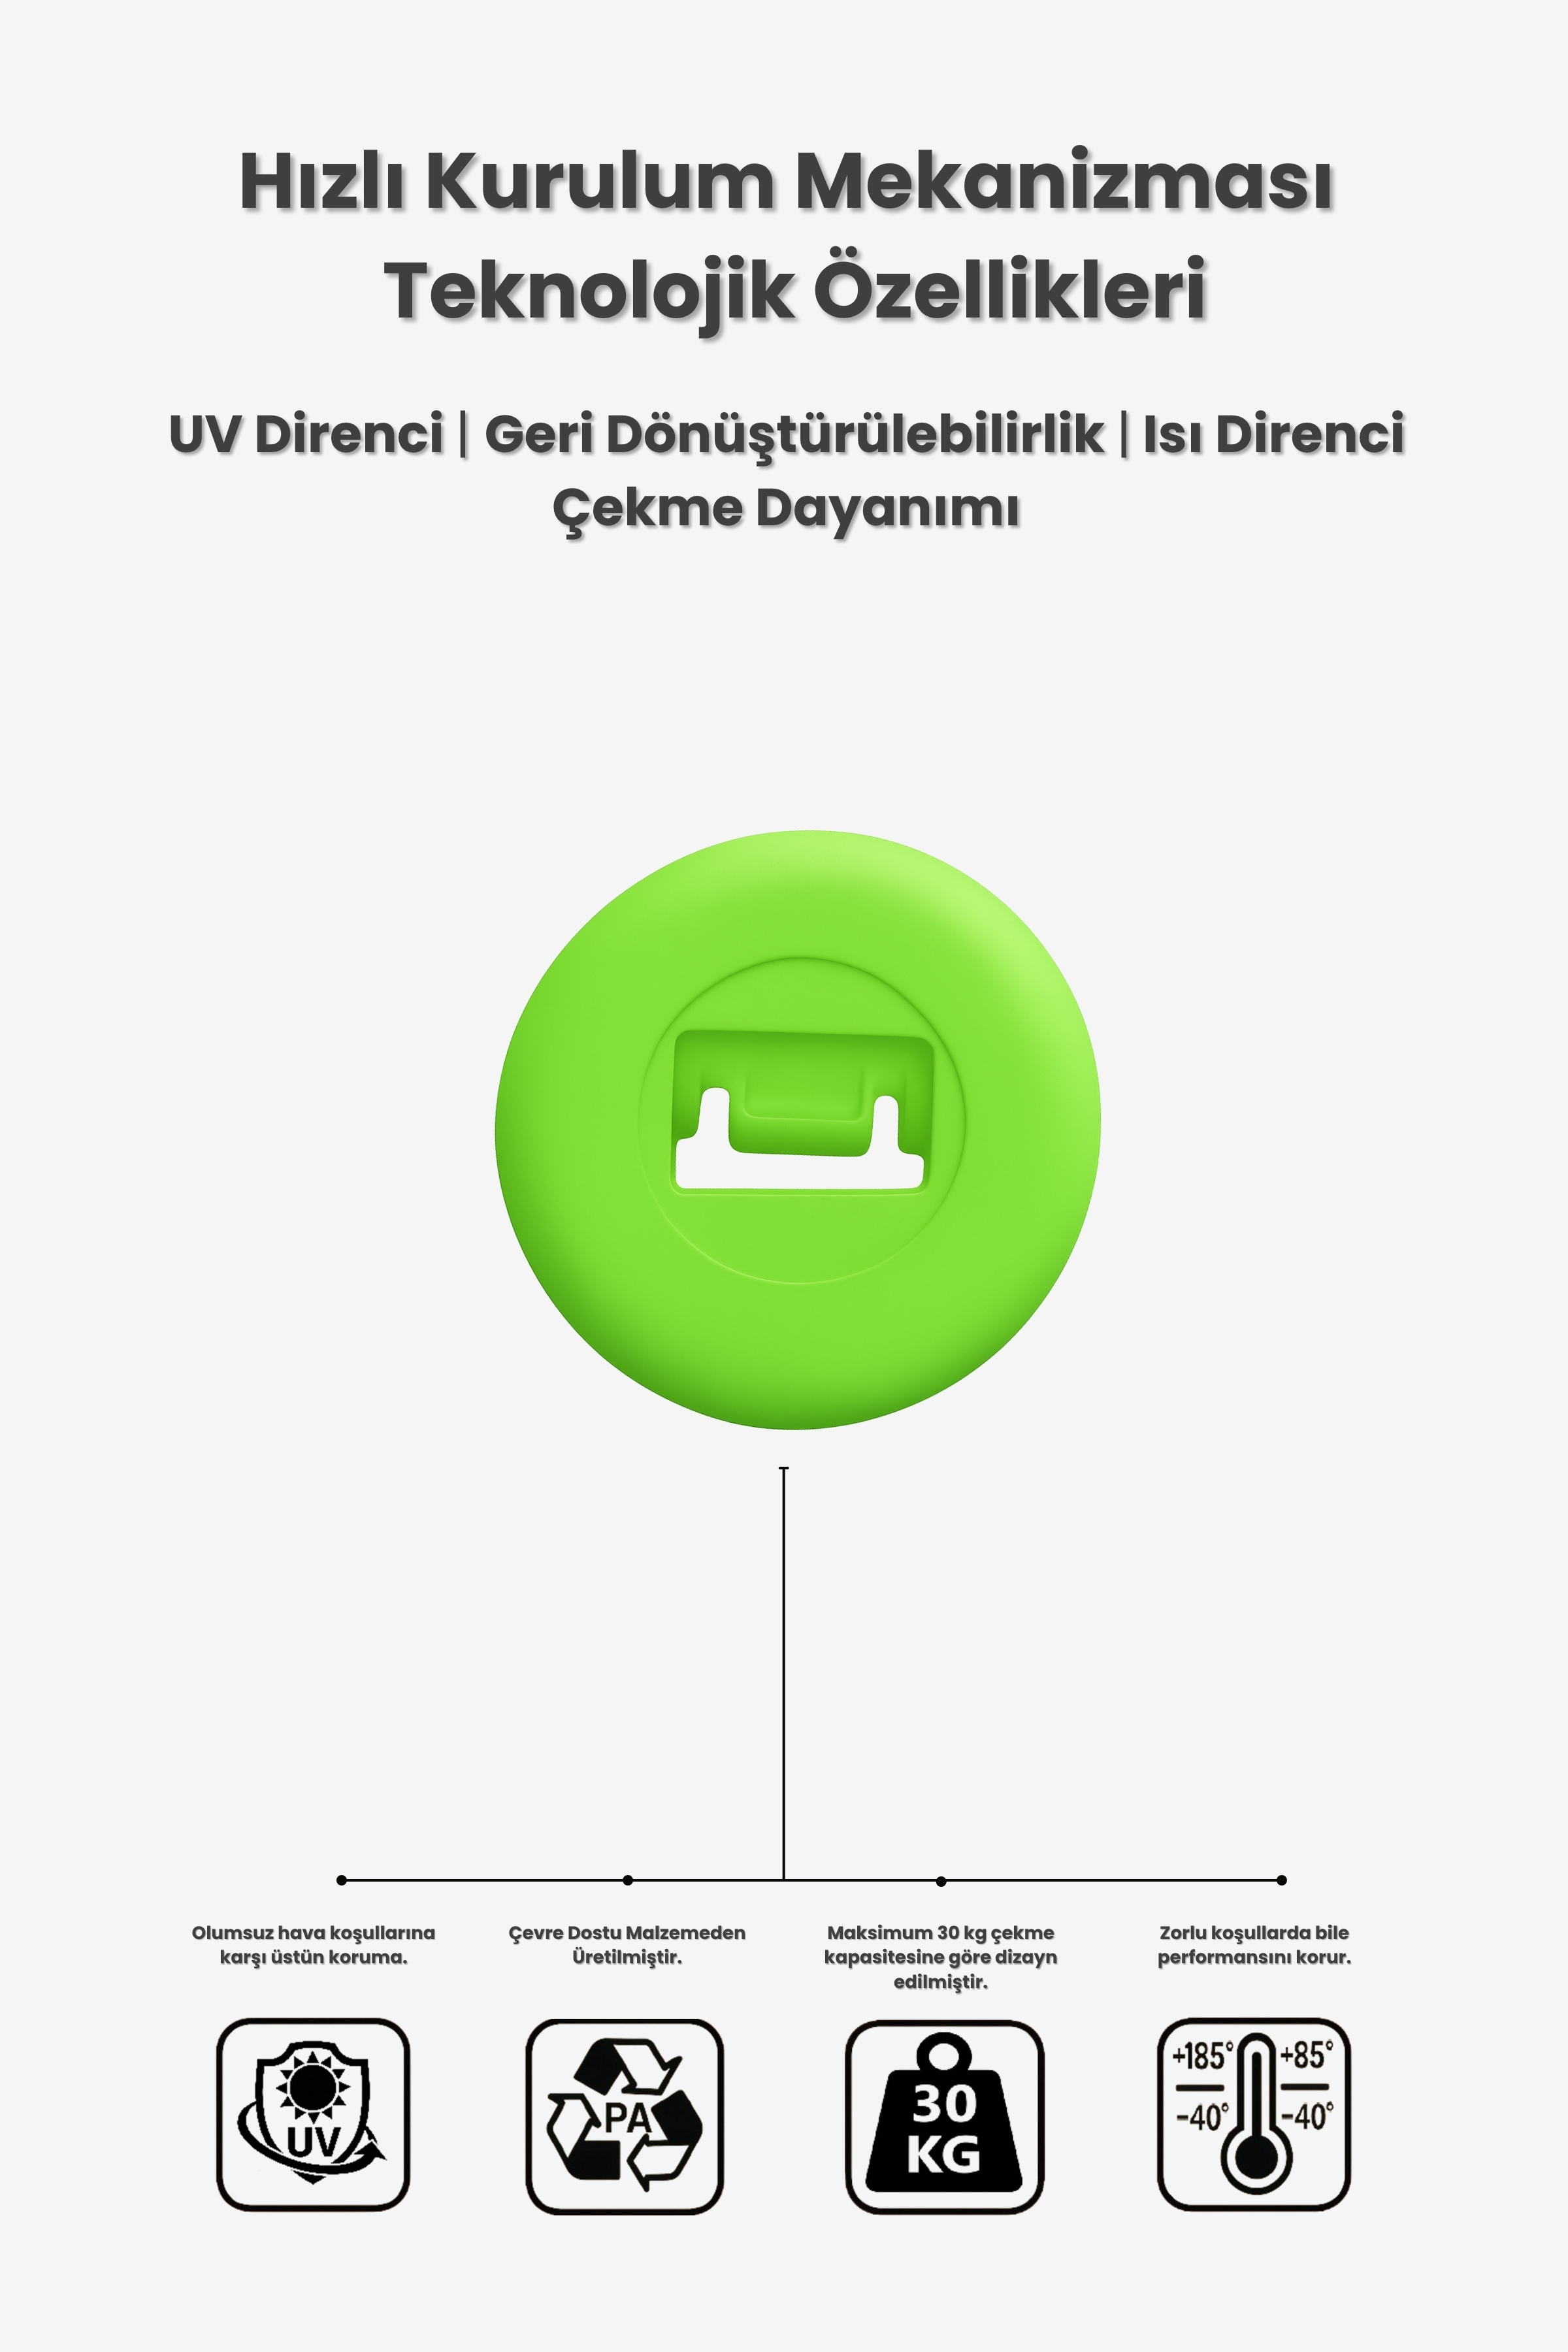 Hızlı Kurulum Mekanizması
Teknolojik Özellikleri
UV Direnci | Geri Dönüştürülebilirlik | Isı Direnci
Çekme Dayanımı
Olumsuz hava koşullarına
karşı üstün koruma.
Çevre Dostu Malzemeden
Üretilmiştir.
Maksimum 30 kg çekme
kapasitesine göre dizayn
edilmiştir.
Zorlu koşullarda bile
performansını korur.
UV
PA
30
KG
+185° +85°
-40° -40°